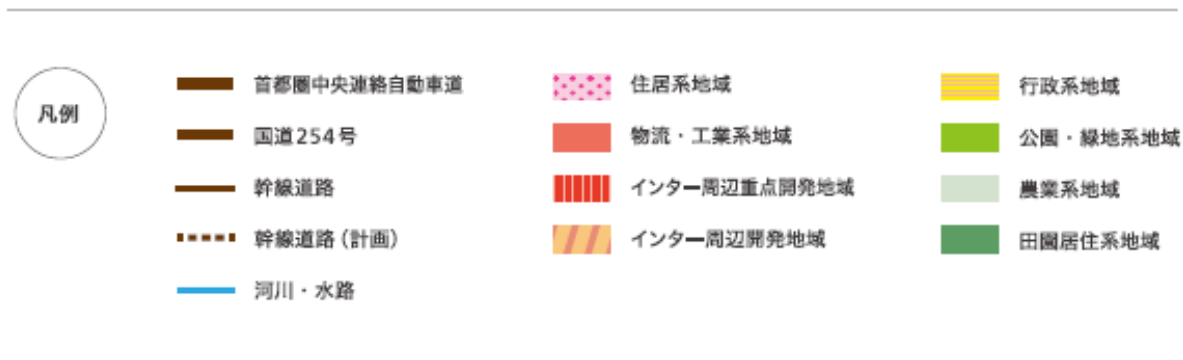 凡例
首都圏中央連絡自動車道
国道254号
幹線道路
幹線道路（計画）
河川・水路
住居系地域
物流・工業系地域
インター周辺重点開発地域
インター周辺開発地域
行政系地域
公園・緑地系地域
農業系地域
田園居住系地域